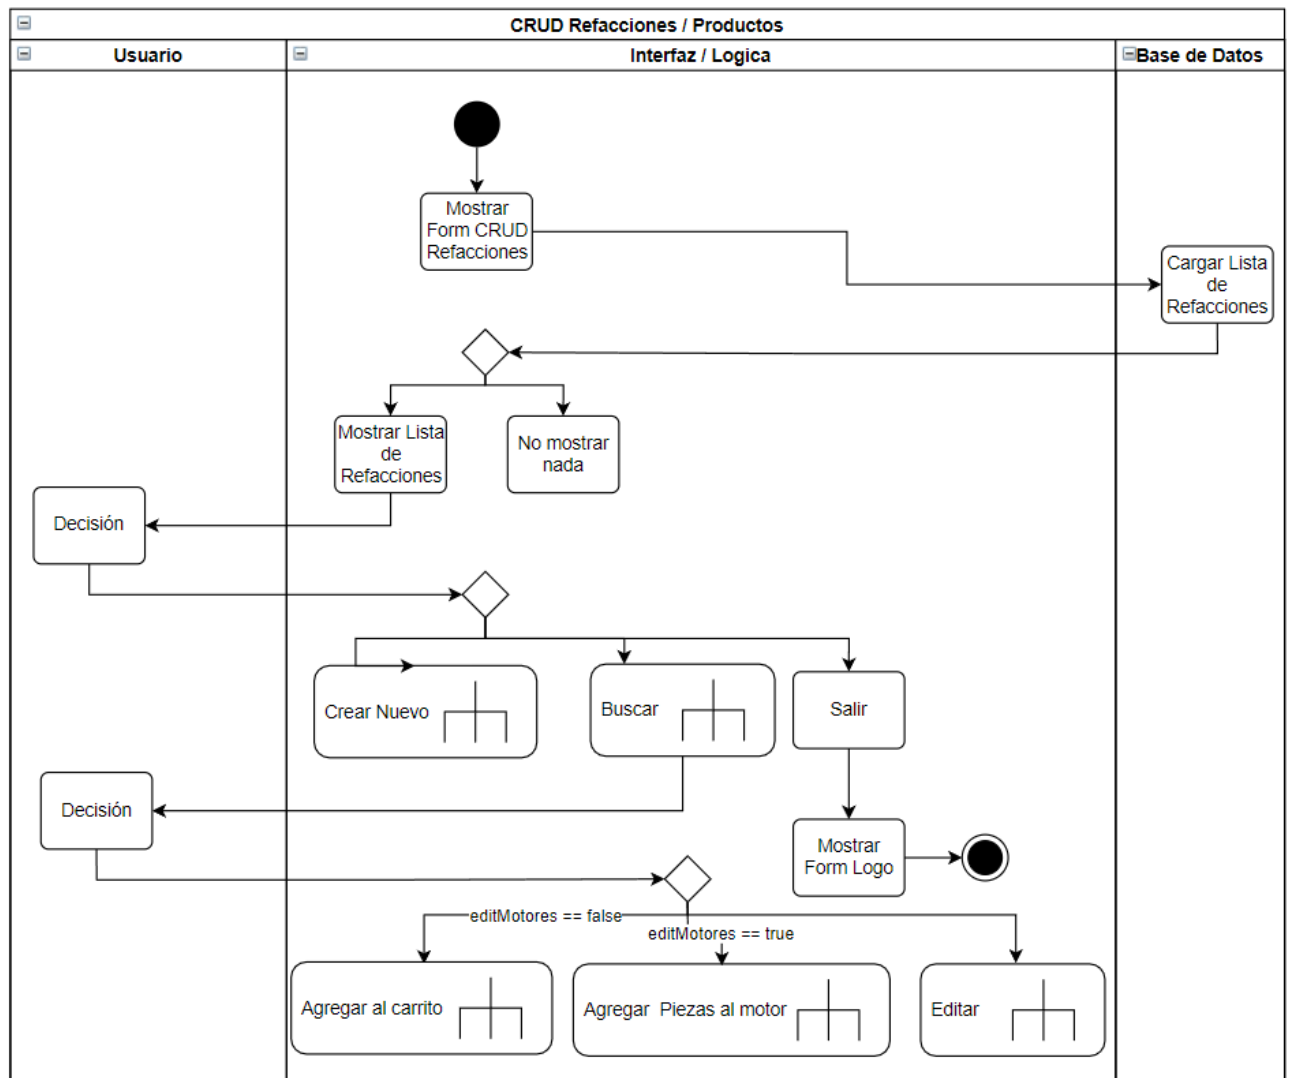 CRUD Refacciones / Productos
Usuario
Interfaz / Logica
Base de Datos
Mostrar
Form CRUD
Refacciones
Cargar Lista
de
Refacciones
Mostrar Lista
de
Refacciones
No mostrar
nada
Decisión
Crear Nuevo
Buscar
Salir
Decisión
Mostrar
Form Logo
editMotores == false
editMotores == true
Agregar al carrito
Agregar Piezas al motor
Editar